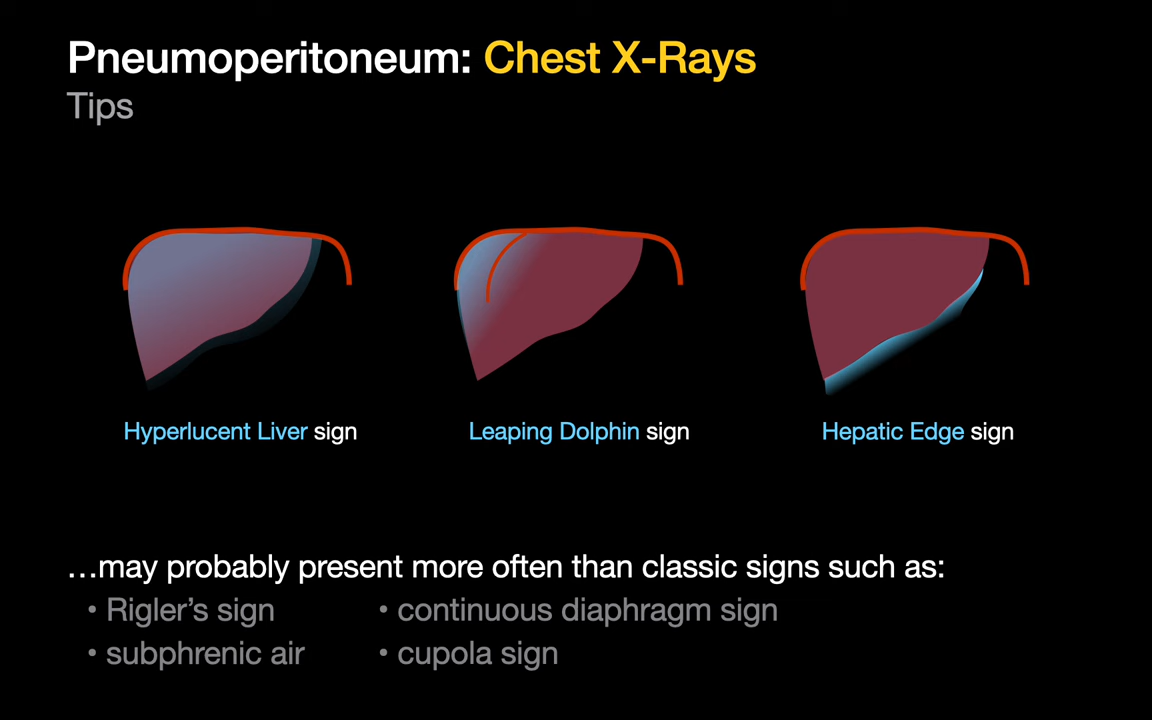 Pneumoperitoneum: Chest X-Rays
Tips
Hyperlucent Liver sign
Leaping Dolphin sign
Hepatic Edge sign
…may probably present more often than classic signs such as:
• Rigler’s sign
• continuous diaphragm sign
• subphrenic air
• cupola sign